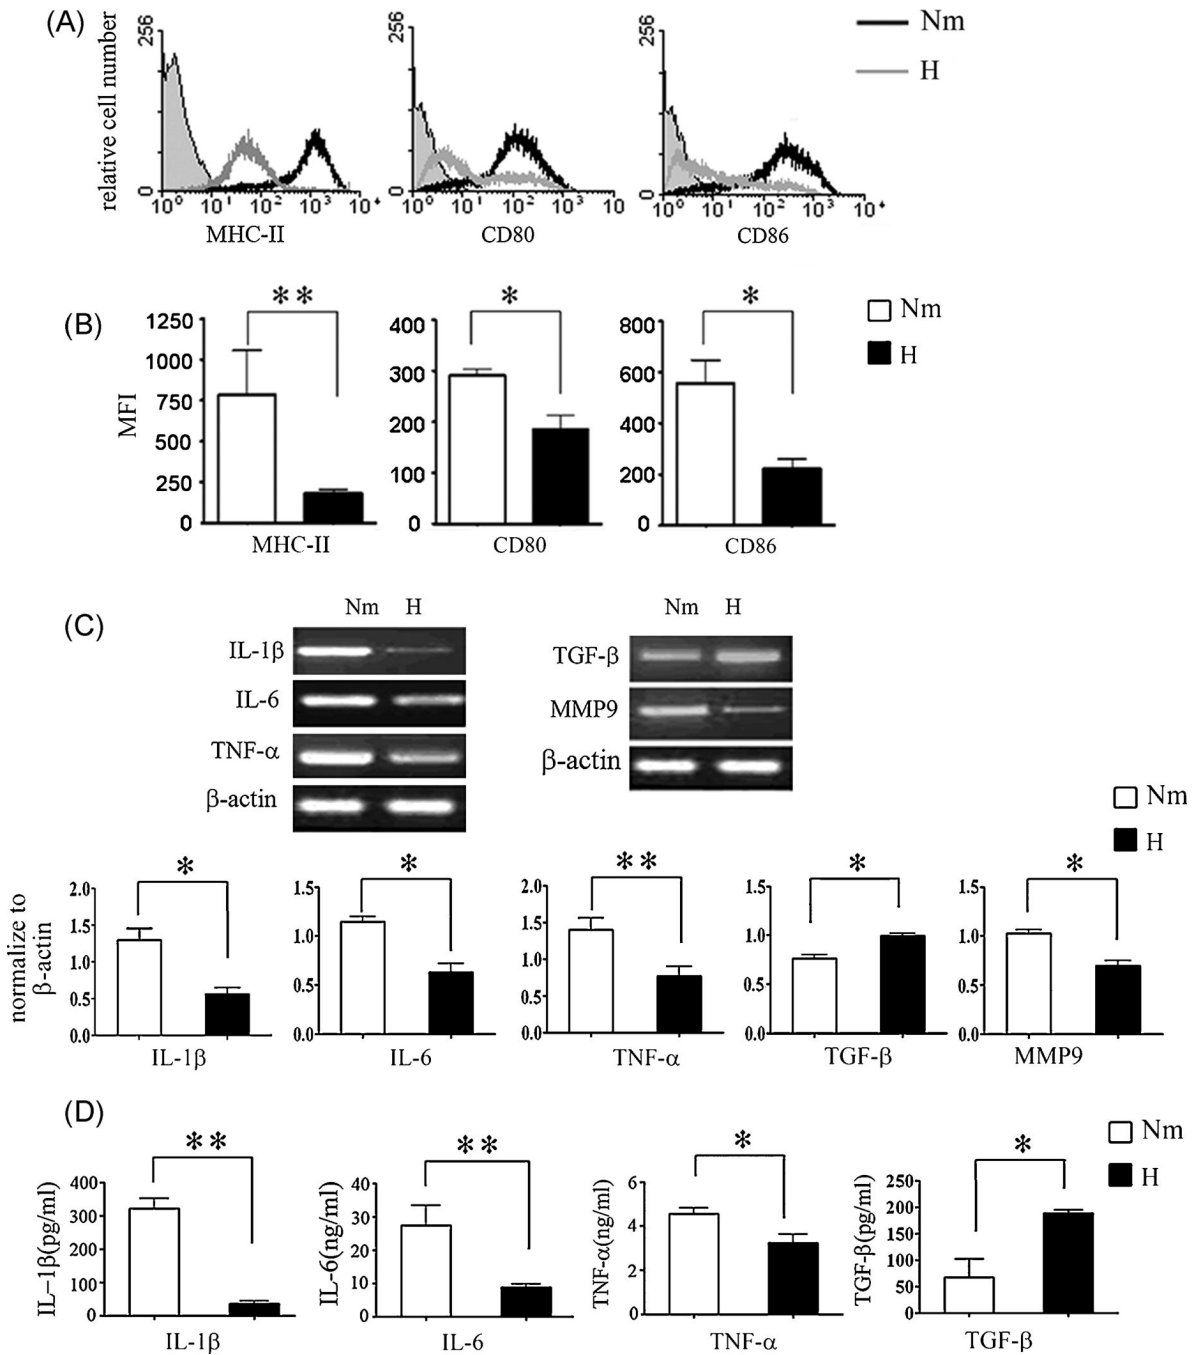 (A)
Nm
H
relative cell number
256
0
10⁰ 10¹ 10² 10³ 10⁴
MHC-II
256
0
10⁰ 10¹ 10² 10³ 10
CD80
256
0
10⁰ 10¹ 10² 10³ 10⁴
CD86
(B)
Nm
H
MFI
**
1250
1000
750
500
250
0
MHC-II
*
400
300
200
100
0
CD80
*
800
600
400
200
0
CD86
(C)
Nm H
IL-1β
IL-6
TNF-α
β-actin
Nm H
TGF-β
MMP9
β-actin
Nm
H
normalize to
β-actin
*
2.0
1.5
1.0
0.5
0.0
IL-1β
*
1.5
1.0
0.5
0.0
IL-6
**
2.0
1.5
1.0
0.5
0.0
TNF-α
*
1.5
1.0
0.5
0.0
TGF-β
*
1.5
1.0
0.5
0.0
MMP9
(D)
Nm
H
**
IL-1β(pg/ml)
400
300
200
100
0
IL-1β
**
IL-6(ng/ml)
40
30
20
10
0
IL-6
*
TNF-α(ng/ml)
6
4
2
0
TNF-α
*
TGF-β(pg/ml)
250
200
150
100
50
0
TGF-β